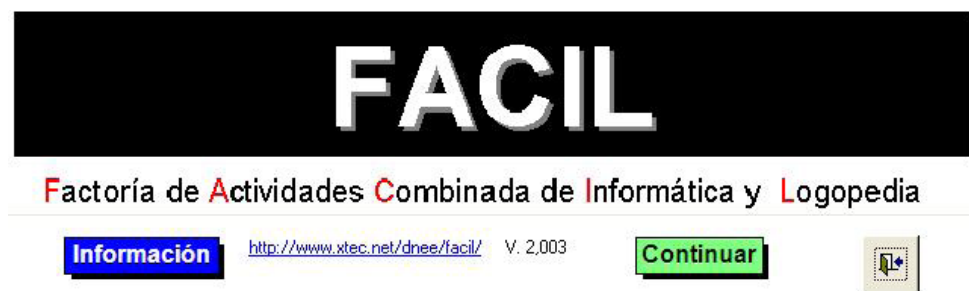 FACIL
Factoría de Actividades Combinada de Informática y Logopedia
Información http://www.xtec.net/dnee/facil/ V. 2,003 Continuar